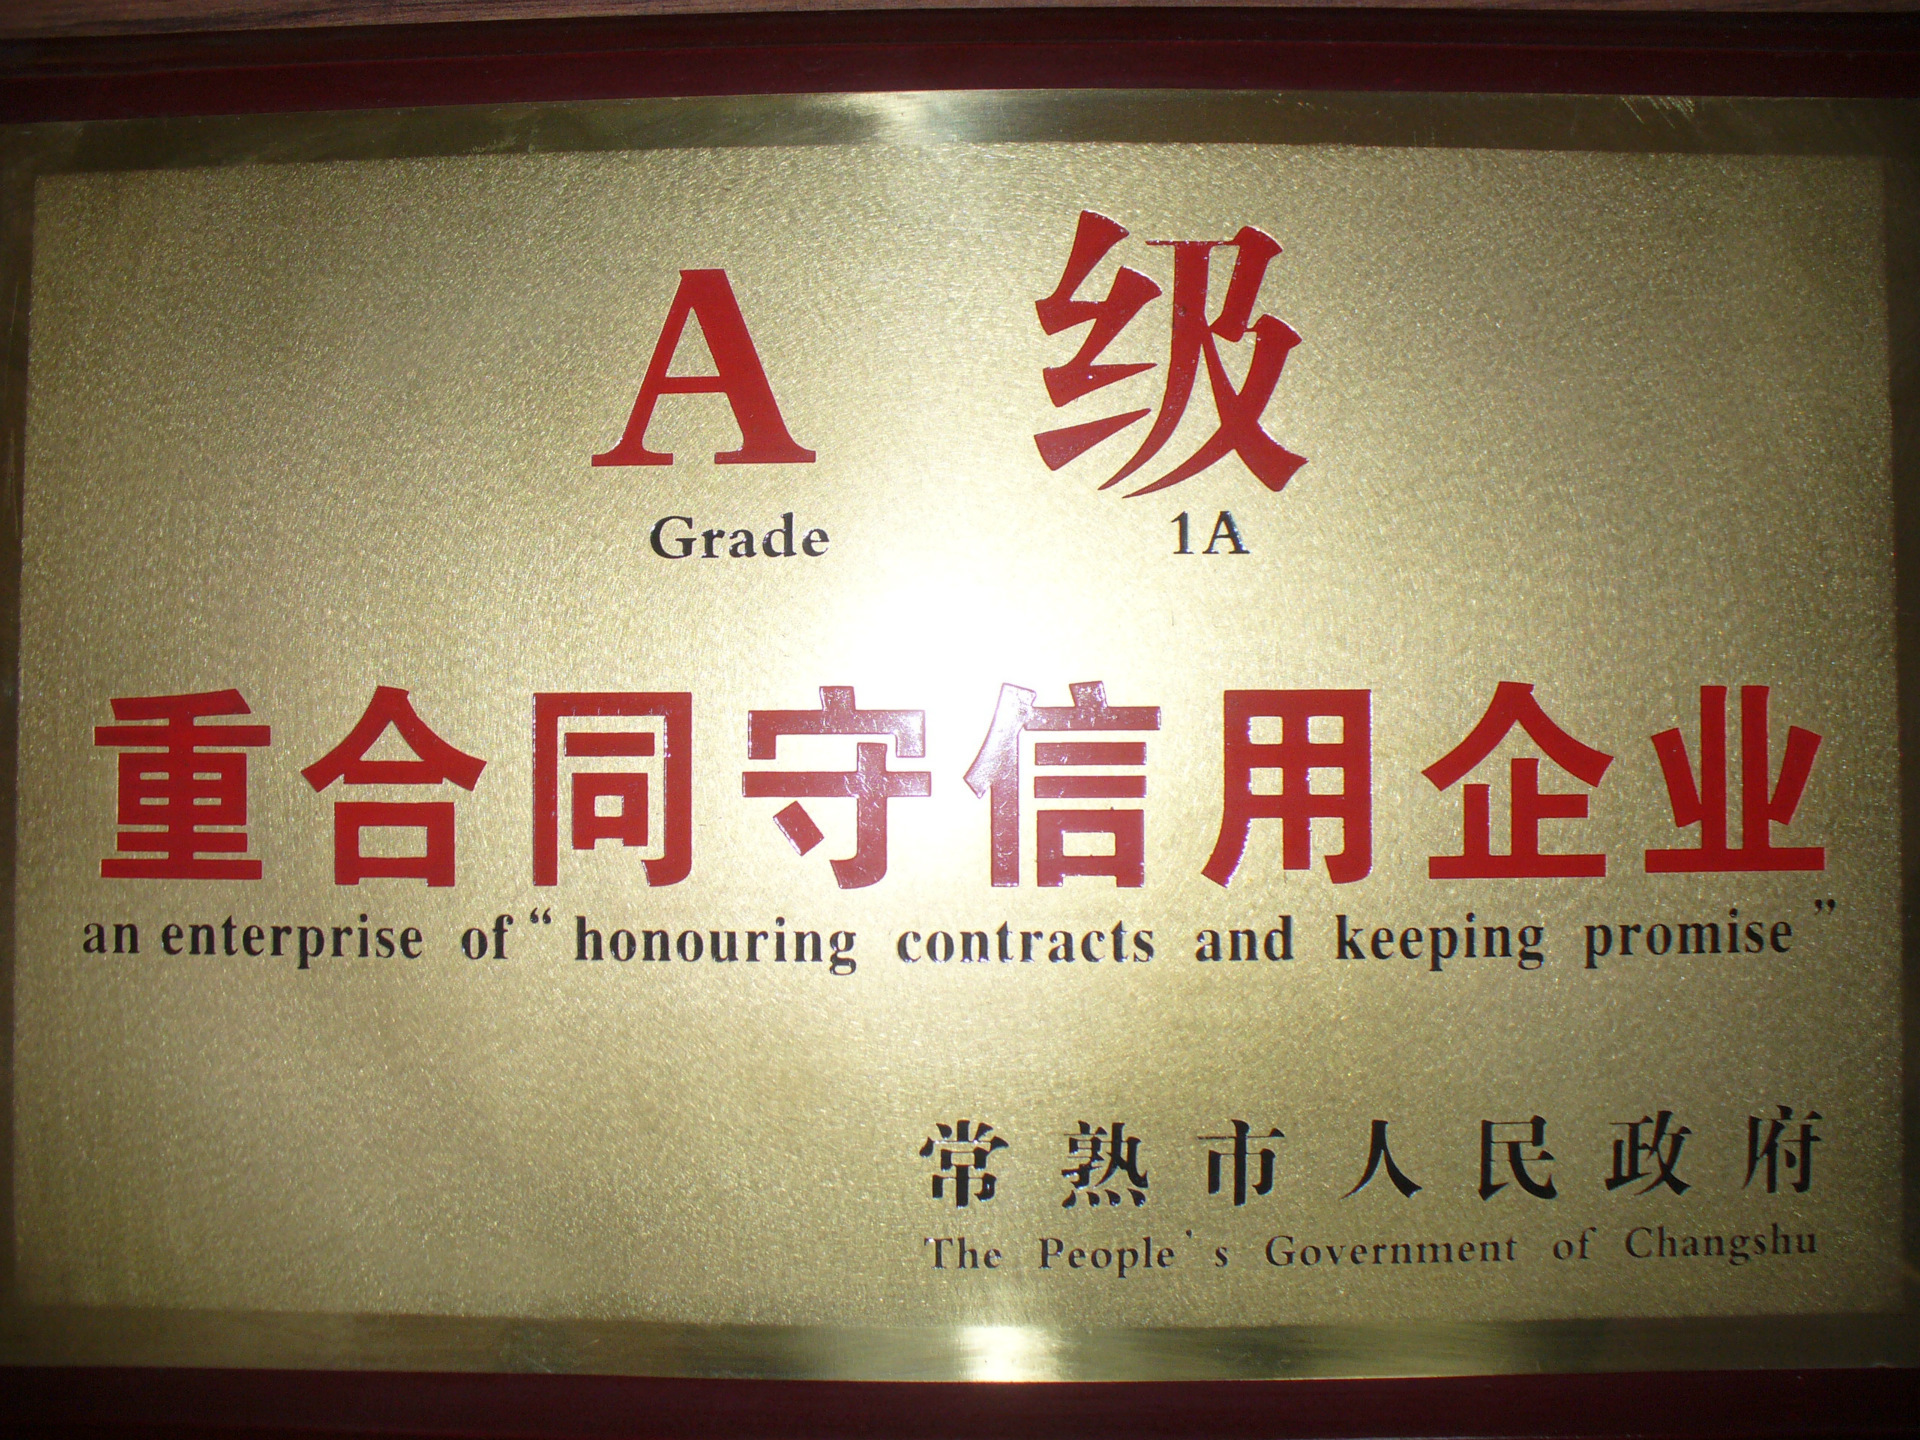 A 级
Grade 1A
重合同守信用企业
an enterprise of “honouring contracts and keeping promise”
常熟市人民政府
The People's Government of Changshu